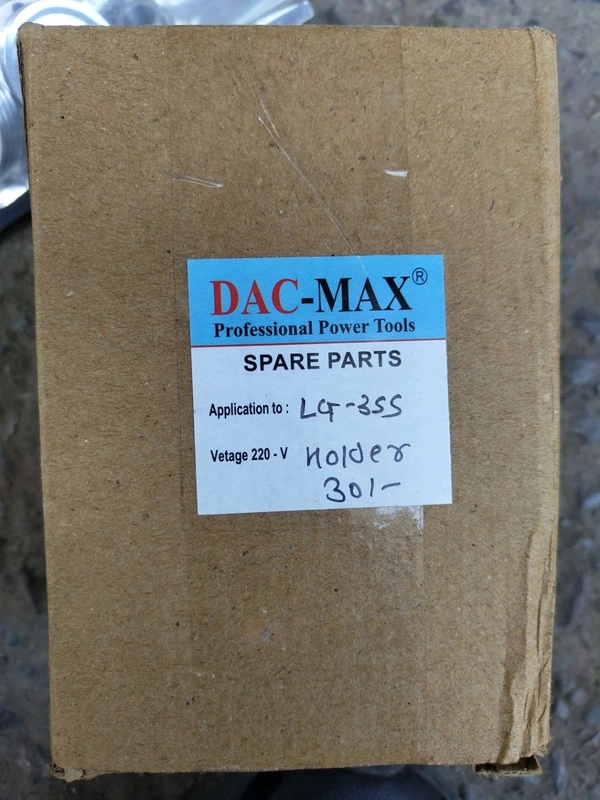 DAC-MAX®
Professional Power Tools
SPARE PARTS
Application to : LG-355
Vetage 220 - V Holder
301-